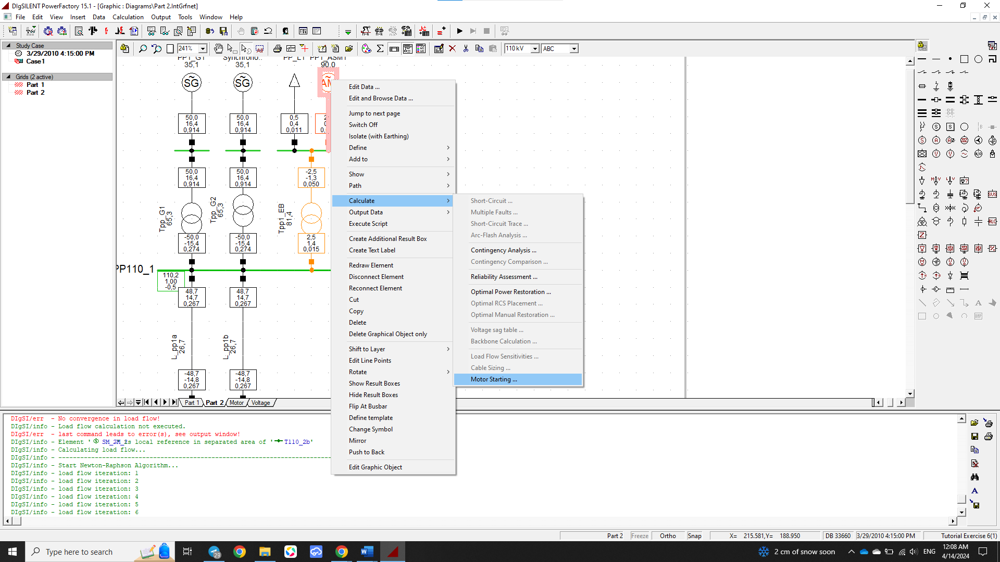 DIgSILENT PowerFactory 15.1 - [Graphic : Diagrams\Part 2.IntGrfnet]
File Edit View Insert Data Calculation Output Tools Window Help
241%
110 kV
ABC
Study Case
3/29/2010 4:15:00 PM
Case1
Grids (2 active)
Part 1
Part 2
PP1_G1
35,1
Synchrono..
35,1
PP_L1
PP1_ASM1
90,0
SG
SG
50,0
16,4
0,914
50,0
16,4
0,914
0,5
0,4
0,011
50,0
16,4
0,914
50,0
16,4
0,914
-2,5
-1,3
0,050
Tpp_G1
65,3
Tpp_G2
65,3
Tpp1_EB
81,4
-50,0
-15,4
0,274
-50,0
-15,4
0,274
2,5
1,4
0,015
PP110_1
110,2
1,00
-0,5
48,7
14,7
0,267
48,7
14,7
0,267
L_pp1a
26,7
L_pp1b
26,7
-48,7
-14,8
0,267
-48,7
-14,8
0,267
Part 1 Part 2 Motor Voltage
Edit Data ...
Edit and Browse Data ...
Jump to next page
Switch Off
Isolate (with Earthing)
Define
Add to
Show
Path
Calculate
Output Data
Execute Script
Create Additional Result Box
Create Text Label
Redraw Element
Disconnect Element
Reconnect Element
Cut
Copy
Delete
Delete Graphical Object only
Shift to Layer
Edit Line Points
Rotate
Show Result Boxes
Hide Result Boxes
Flip At Busbar
Define template
Change Symbol
Mirror
Push to Back
Edit Graphic Object
Short-Circuit ...
Multiple Faults ...
Short-Circuit Trace ...
Arc-Flash Analysis ...
Contingency Analysis ...
Contingency Comparison ...
Reliability Assessment ...
Optimal Power Restoration ...
Optimal RCS Placement ...
Optimal Manual Restoration ...
Voltage sag table ...
Backbone Calculation ...
Load Flow Sensitivities ...
Cable Sizing ...
Motor Starting ...
DIgSI/err - No convergence in load flow!
DIgSI/info - Load flow calculation not executed.
DIgSI/err - last command leads to error(s), see output window!
DIgSI/info - Element ' is local reference in separated area of ' T110_2b'
DIgSI/info - Calculating load flow...
DIgSI/info - --------------------------------------------------
DIgSI/info - Start Newton-Raphson Algorithm...
DIgSI/info - load flow iteration: 1
DIgSI/info - load flow iteration: 2
DIgSI/info - load flow iteration: 3
DIgSI/info - load flow iteration: 4
DIgSI/info - load flow iteration: 5
DIgSI/info - load flow iteration: 6
Part 2 Freeze Ortho Snap X= 215.581,Y= 188.950 DB 33660 3/29/2010 4:15:00 PM Tutorial Exercise 6(1)
Type here to search
29
2 cm of snow soon
ENG
12:08 AM
4/14/2024